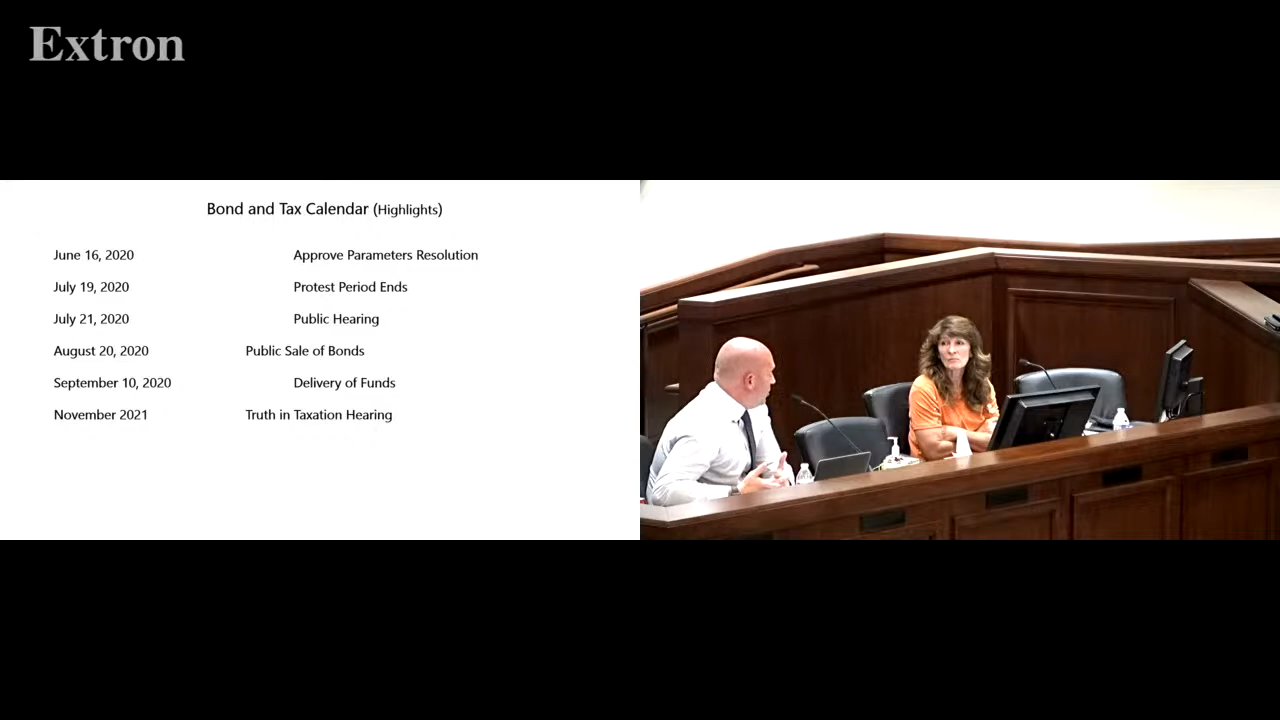 Extron
Bond and Tax Calendar (Highlights)
June 16, 2020 Approve Parameters Resolution
July 19, 2020 Protest Period Ends
July 21, 2020 Public Hearing
August 20, 2020 Public Sale of Bonds
September 10, 2020 Delivery of Funds
November 2021 Truth in Taxation Hearing